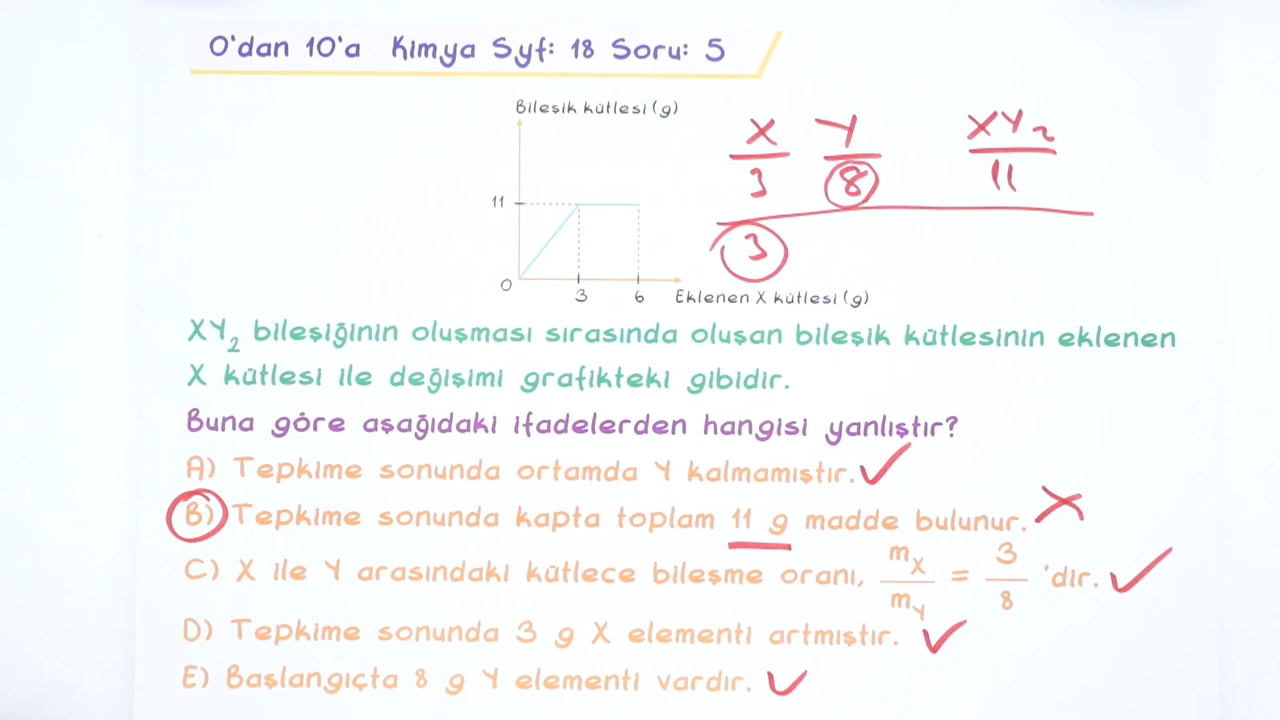 0'dan 10'a Kimya Syf: 18 Soru: 5
Bileşik kütlesi (g)
11
0
3
6
Eklenen X kütlesi (g)
X Y XY2
3 8 11
3
XY2 bileşiğinin oluşması sırasında oluşan bileşik kütlesinin eklenen
X kütlesi ile değişimi grafikteki gibidir.
Buna göre aşağıdaki ifadelerden hangisi yanlıştır?
A) Tepkime sonunda ortamda Y kalmamıştır.
B) Tepkime sonunda kapta toplam 11 g madde bulunur.
C) X ile Y arasındaki kütlece bileşme oranı, mX/mY = 3/8 'dir.
D) Tepkime sonunda 3 g X elementi artmıştır.
E) Başlangıçta 8 g Y elementi vardır.